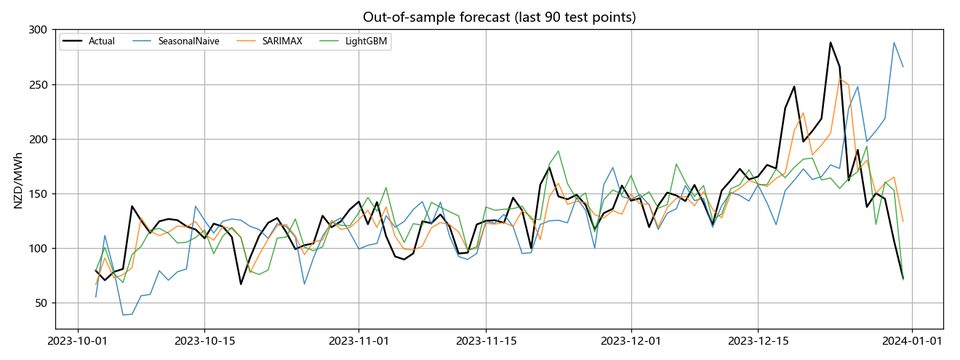 Out-of-sample forecast (last 90 test points)
Actual SeasonalNaive SARIMAX LightGBM
300
250
200
150
100
50
NZD/MWh
2023-10-01 2023-10-15 2023-11-01 2023-11-15 2023-12-01 2023-12-15 2024-01-01